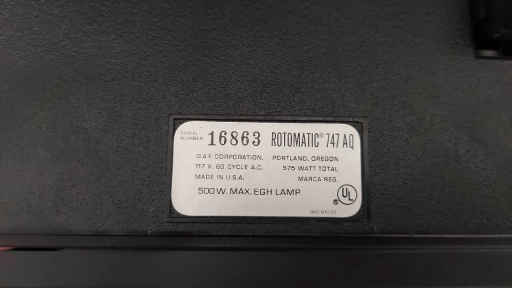 SERIAL NUMBER 16863 ROTOMATIC® 747 AQ
G.A.F. CORPORATION, PORTLAND, OREGON
117 V. 60 CYCLE A.C. 575 WATT TOTAL
MADE IN U.S.A. MARCA REG.
500 W. MAX. EGH LAMP.
UL